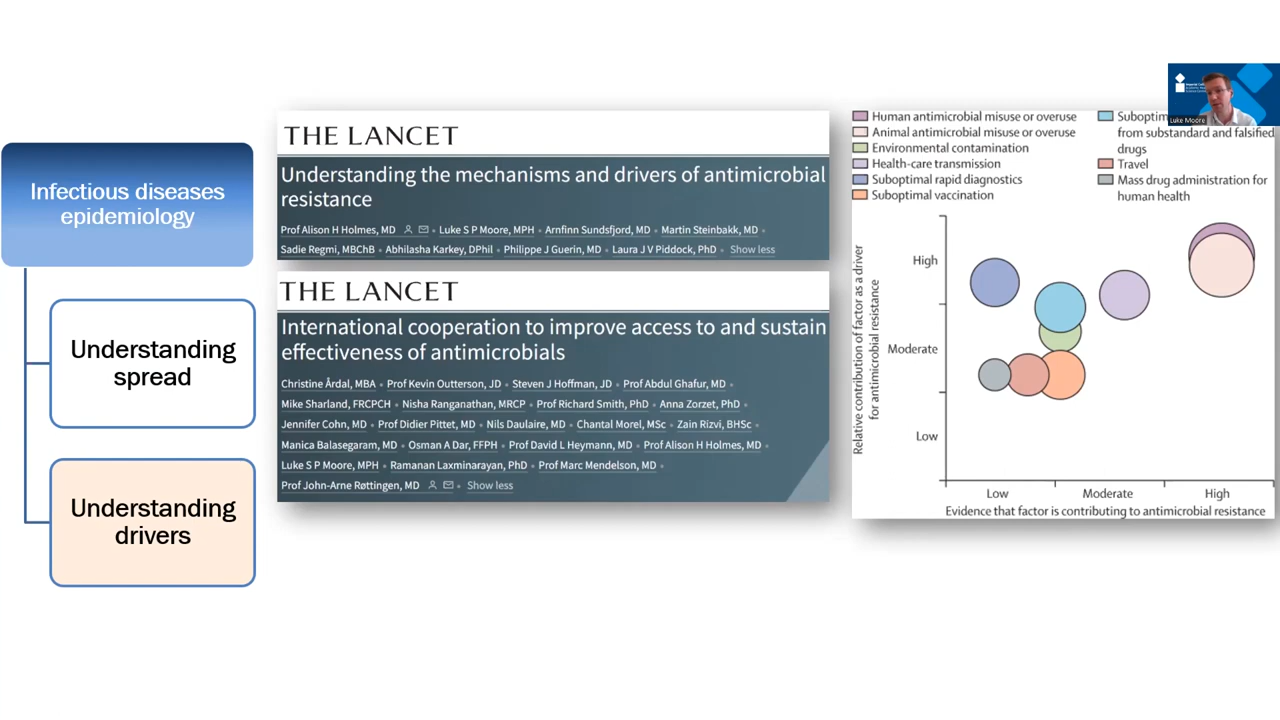 Infectious diseases
epidemiology
Understanding
spread
Understanding
drivers
THE LANCET
Understanding the mechanisms and drivers of antimicrobial
resistance
Prof Alison H Holmes, MD • Luke S P Moore, MPH • Arnfinn Sundsfjord, MD • Martin Steinbakk, MD •
Sadie Regmi, MBChB • Abhilasha Karkey, DPhil • Philippe J Guerin, MD • Laura J V Piddock, PhD • Show less
THE LANCET
International cooperation to improve access to and sustain
effectiveness of antimicrobials
Christine Årdal, MBA • Prof Kevin Outterson, JD • Steven J Hoffman, JD • Prof Abdul Ghafur, MD •
Mike Sharland, FRCPCH • Nisha Ranganathan, MRCP • Prof Richard Smith, PhD • Anna Zorzet, PhD •
Jennifer Cohn, MD • Prof Didier Pittet, MD • Nils Daulaire, MD • Chantal Morel, MSc • Zain Rizvi, BHSc •
Manica Balasegaram, MD • Osman A Dar, FFPH • Prof David L Heymann, MD • Prof Alison H Holmes, MD •
Luke S P Moore, MPH • Ramanan Laxminarayan, PhD • Prof Marc Mendelson, MD •
Prof John-Arne Røttingen, MD • Show less
Human antimicrobial misuse or overuse
Animal antimicrobial misuse or overuse
Environmental contamination
Health-care transmission
Suboptimal rapid diagnostics
Suboptimal vaccination
from substandard and falsified
drugs
Travel
Mass drug administration for
human health
Luke Moore
Relative contribution of factor as a driver
for antimicrobial resistance
High
Moderate
Low
Low
Moderate
High
Evidence that factor is contributing to antimicrobial resistance